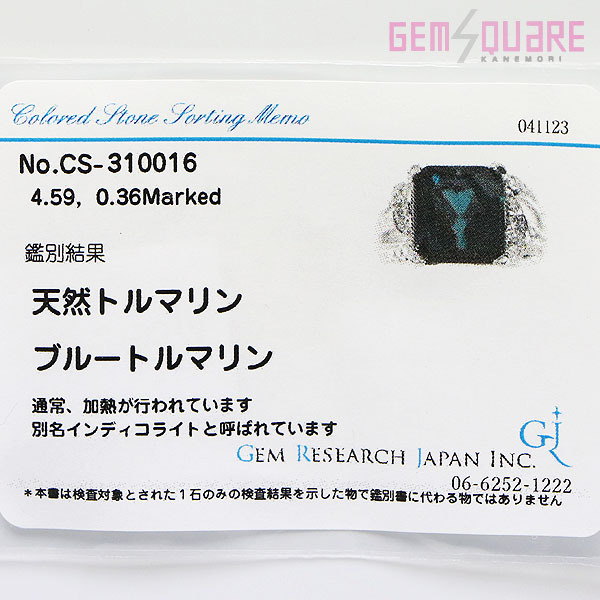 GEMSQUARE
KANEMORI
Colored Stone Sorting Memo
041123
No.CS-310016
4.59, 0.36Marked
鑑別結果
天然トルマリン
ブルートルマリン
通常、加熱が行われています
別名インディコライトと呼ばれています
GJ
GEM RESEARCH JAPAN INC.
06-6252-1222
*本書は検査対象とされた1石のみの検査結果を示した物で鑑別書に代わる物ではありません